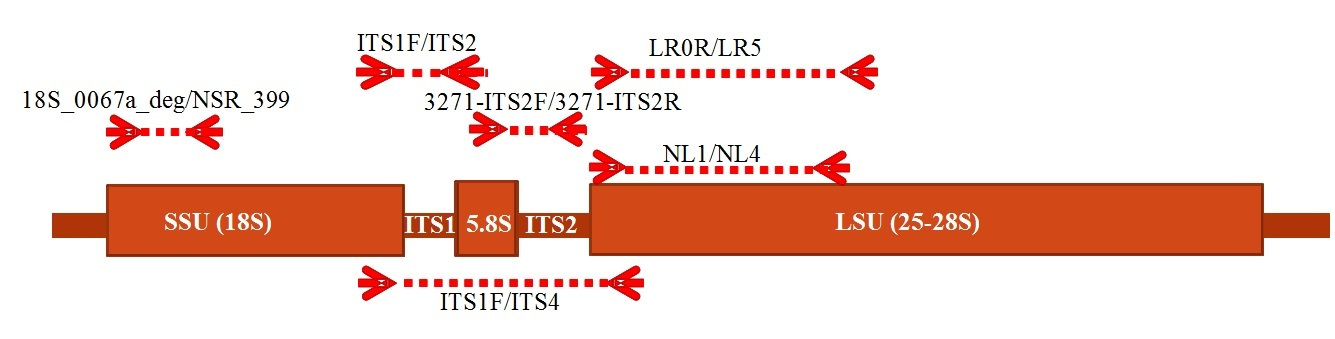 ITS1F/ITS2
LR0R/LR5
18S_0067a_deg/NSR_399
3271-ITS2F/3271-ITS2R
NL1/NL4
SSU (18S)
ITS1
5.8S
ITS2
LSU (25-28S)
ITS1F/ITS4